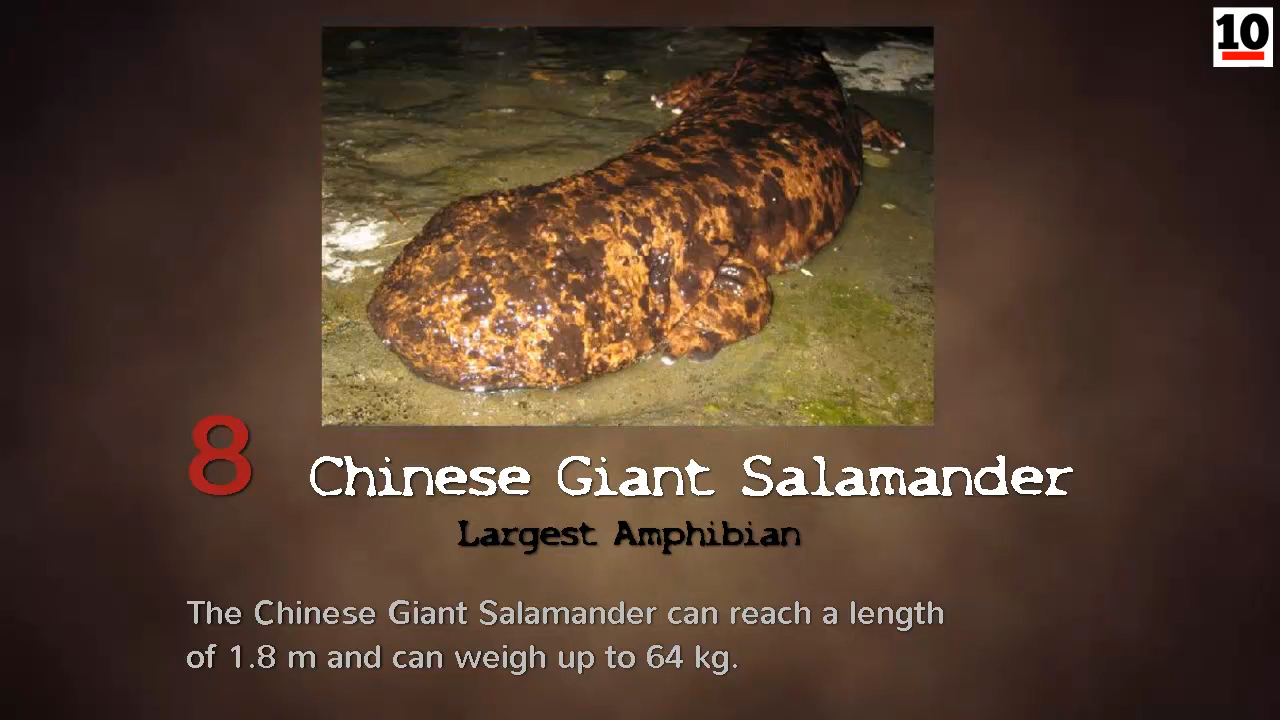 10
8 Chinese Giant Salamander
Largest Amphibian
The Chinese Giant Salamander can reach a length
of 1.8 m and can weigh up to 64 kg.